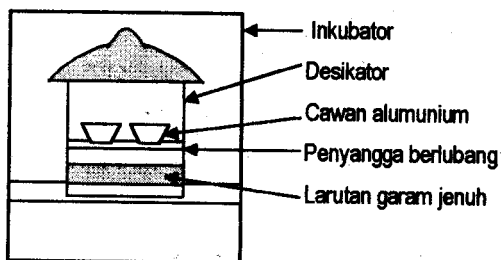 Inkubator
Desikator
Cawan alumunium
Penyangga berlubang
Larutan garam jenuh